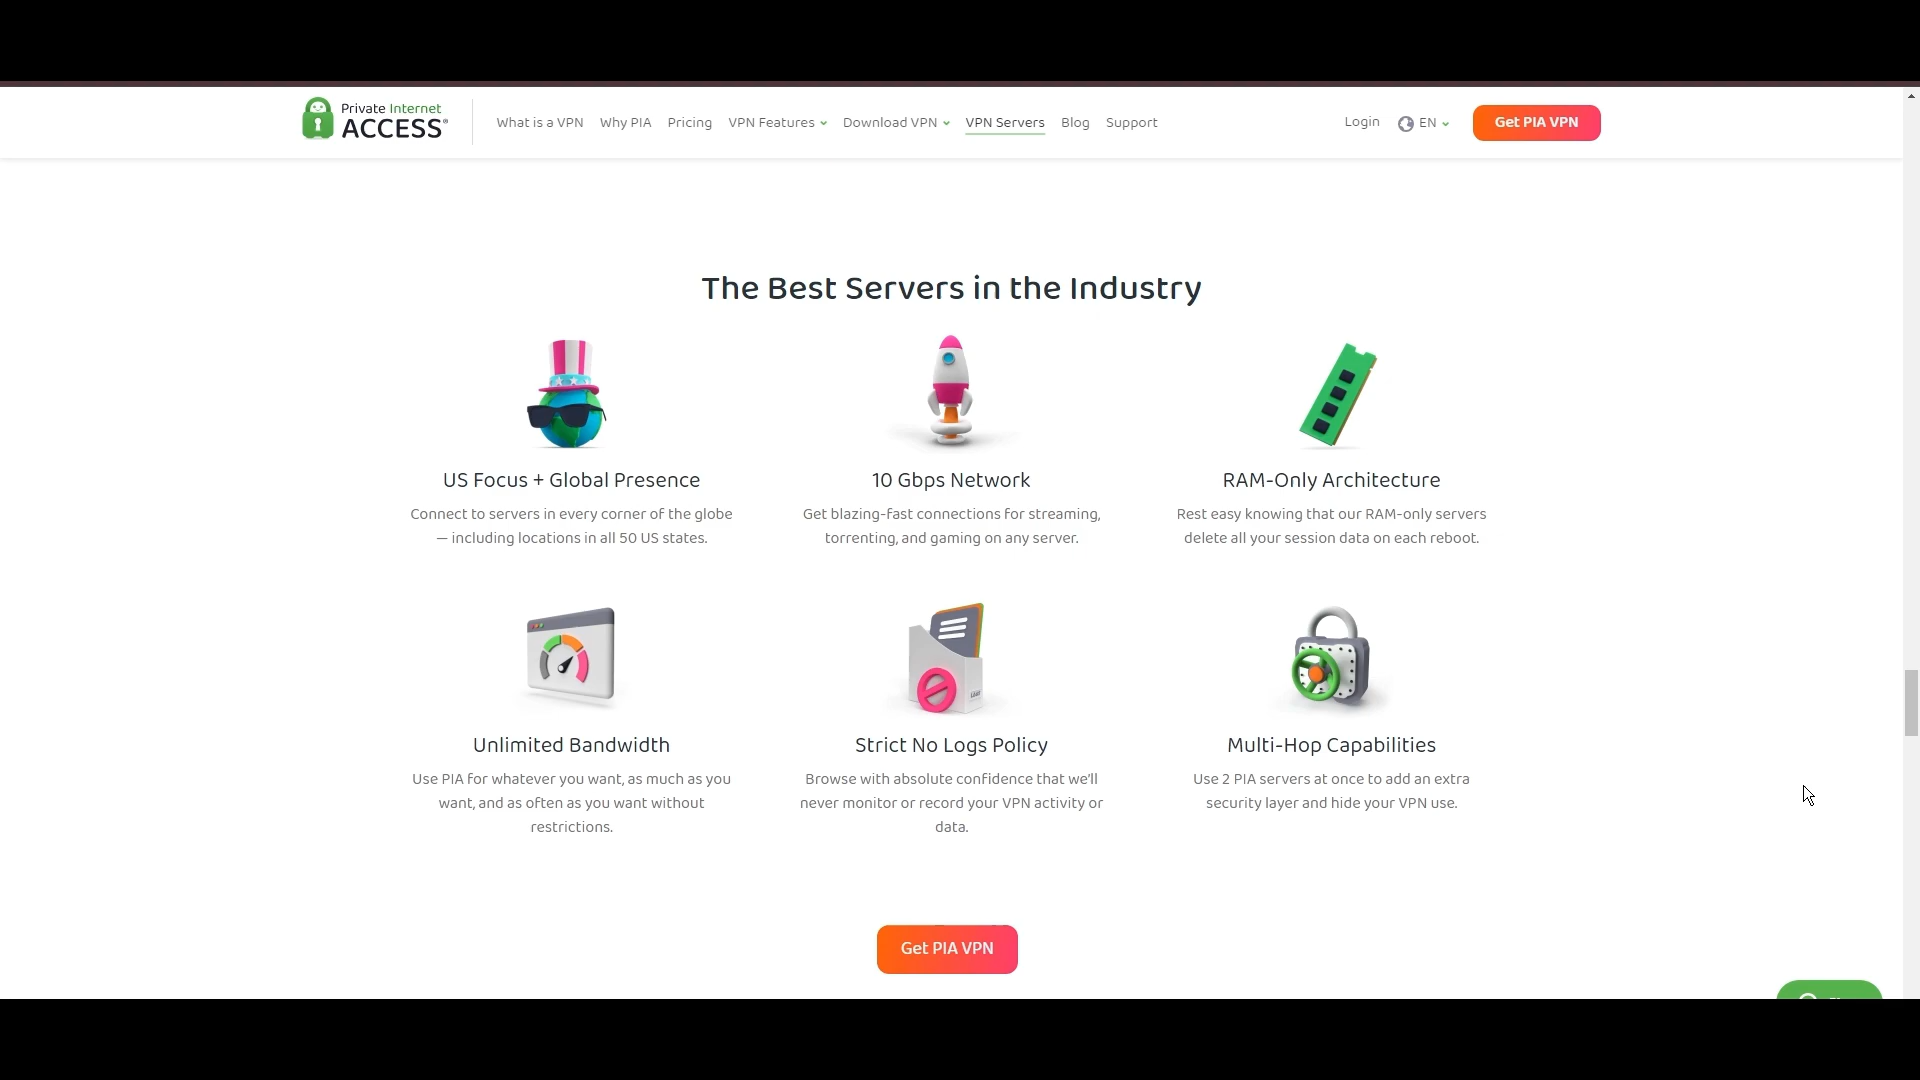 Private Internet
ACCESS®
What is a VPN
Why PIA
Pricing
VPN Features
Download VPN
VPN Servers
Blog
Support
Login
EN
Get PIA VPN
The Best Servers in the Industry
US Focus + Global Presence
Connect to servers in every corner of the globe
— including locations in all 50 US states.
10 Gbps Network
Get blazing-fast connections for streaming,
torrenting, and gaming on any server.
RAM-Only Architecture
Rest easy knowing that our RAM-only servers
delete all your session data on each reboot.
Unlimited Bandwidth
Use PIA for whatever you want, as much as you
want, and as often as you want without
restrictions.
Strict No Logs Policy
Browse with absolute confidence that we'll
never monitor or record your VPN activity or
data.
Multi-Hop Capabilities
Use 2 PIA servers at once to add an extra
security layer and hide your VPN use.
Get PIA VPN